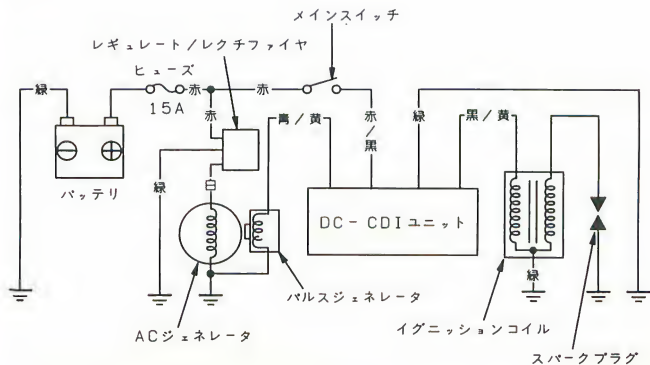 メインスイッチ
レギュレート/レクチファイヤ
ヒューズ
緑
赤
赤
15A
赤
青/黄
赤/黒
緑
黒/黄
バッテリ
緑
白
DC-CDIユニット
緑
パルスジェネレータ
ACジェネレータ
イグニッションコイル
スパークプラグ